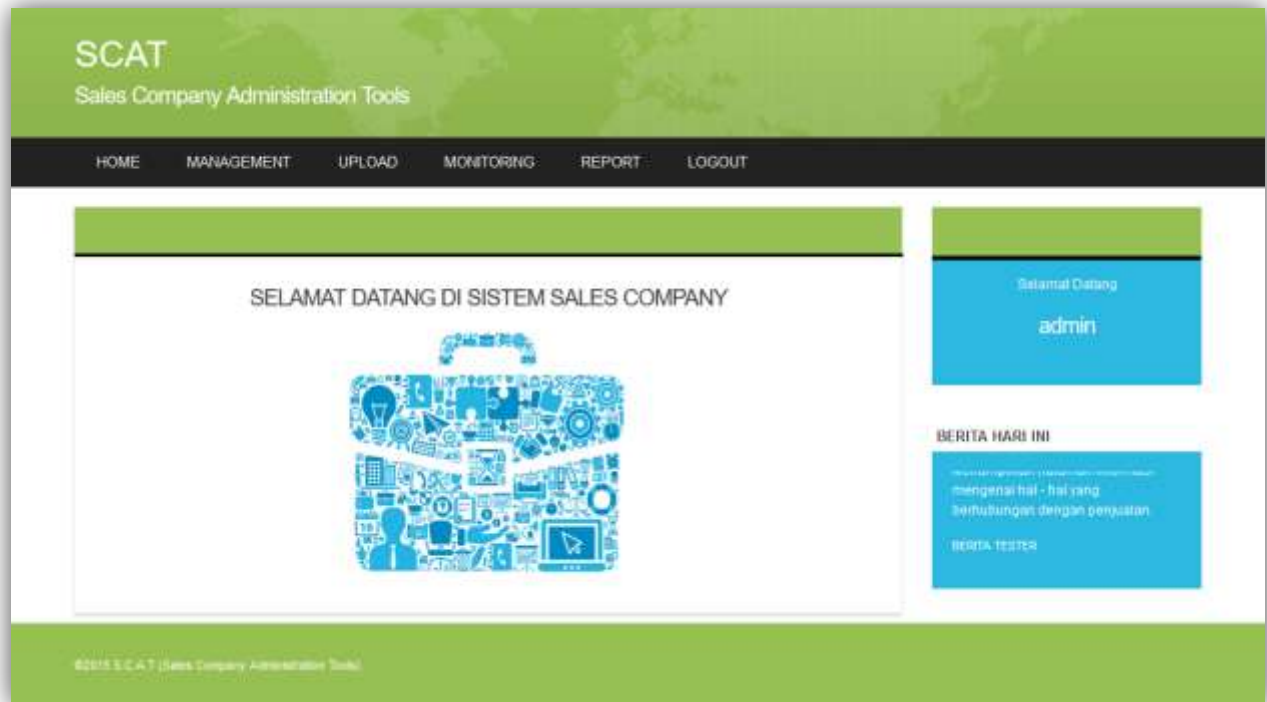 SCAT
Sales Company Administration Tools
HOME MANAGEMENT UPLOAD MONITORING REPORT LOGOUT
SELAMAT DATANG DI SISTEM SALES COMPANY
16
Selamat Datang
admin
BERITA HARI INI
mengenai hal - hal yang
berhubungan dengan penjualan.
BERITA TESTER
S.C.A.T (Sales Company Administration Tools)